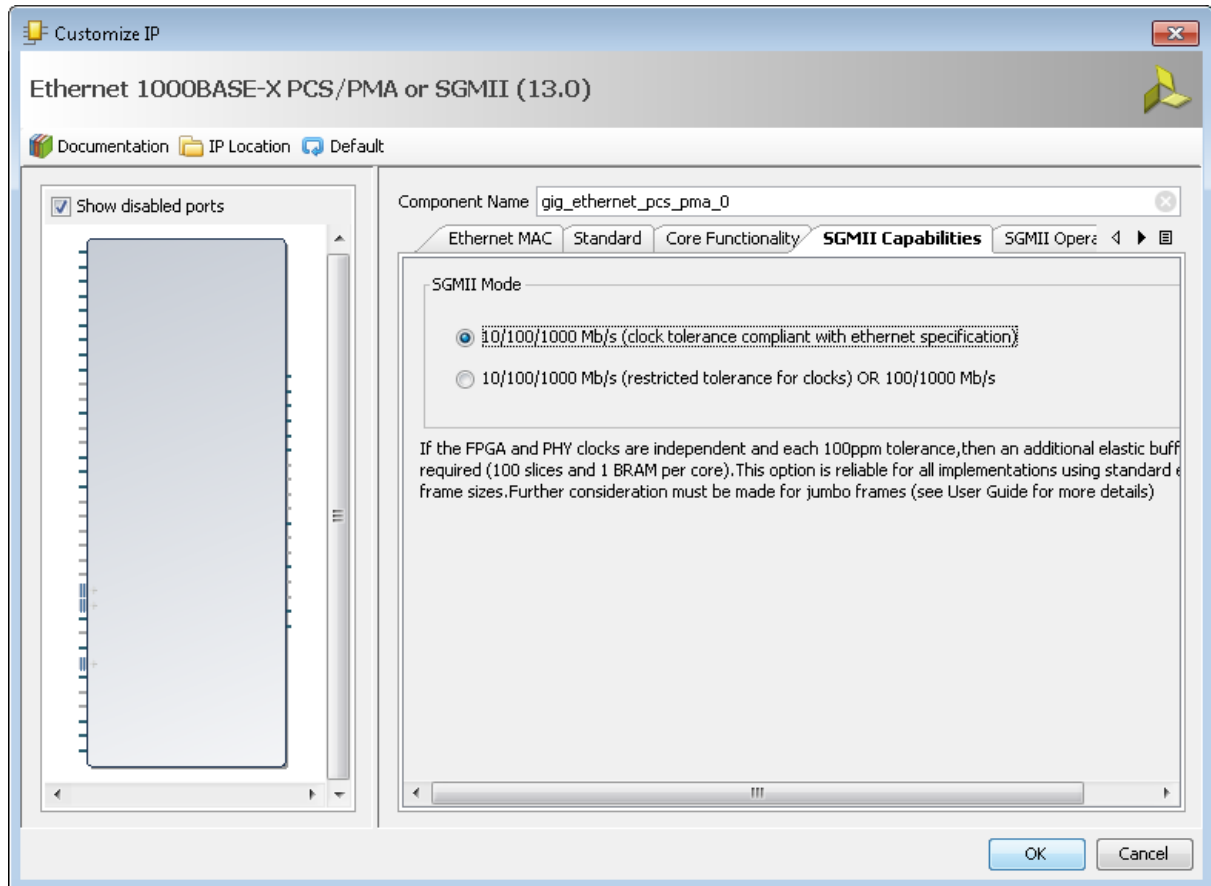 Customize IP
Ethernet 1000BASE-X PCS/PMA or SGMII (13.0)
Documentation IP Location Default
Show disabled ports
Component Name gig_ethernet_pcs_pma_0
Ethernet MAC Standard Core Functionality SGMII Capabilities SGMII Opera
SGMII Mode
10/100/1000 Mb/s (clock tolerance compliant with ethernet specification)
10/100/1000 Mb/s (restricted tolerance for clocks) OR 100/1000 Mb/s
If the FPGA and PHY clocks are independent and each 100ppm tolerance,then an additional elastic buff
required (100 slices and 1 BRAM per core).This option is reliable for all implementations using standard e
frame sizes.Further consideration must be made for jumbo frames (see User Guide for more details)
OK Cancel